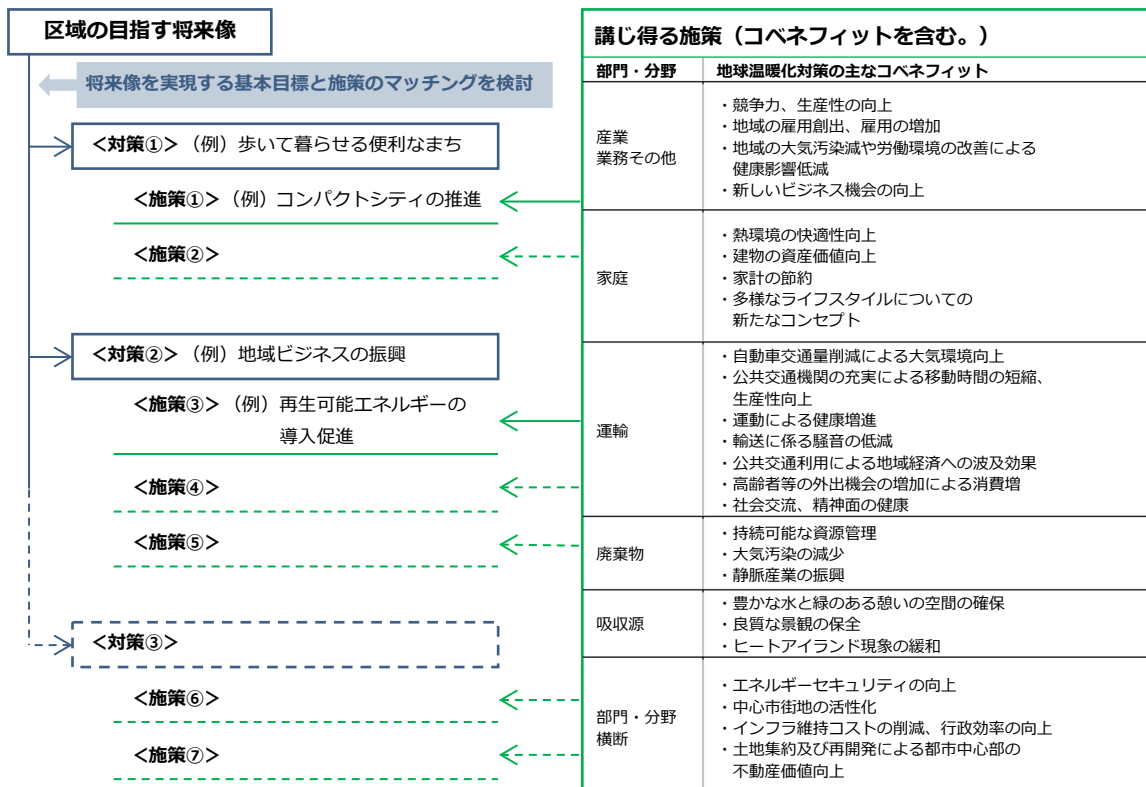 区域の目指す将来像
将来像を実現する基本目標と施策のマッチングを検討
<対策①>（例）歩いて暮らせる便利なまち
<施策①>（例）コンパクトシティの推進
<施策②>
<対策②>（例）地域ビジネスの振興
<施策③>（例）再生可能エネルギーの
導入促進
<施策④>
<施策⑤>
<対策③>
<施策⑥>
<施策⑦>
講じ得る施策（コベネフィットを含む。）
部門・分野 地球温暖化対策の主なコベネフィット
産業
業務その他
・競争力、生産性の向上
・地域の雇用創出、雇用の増加
・地域の大気汚染減や労働環境の改善による
健康影響低減
・新しいビジネス機会の向上
家庭
・熱環境の快適性向上
・建物の資産価値向上
・家計の節約
・多様なライフスタイルについての
新たなコンセプト
運輸
・自動車交通量削減による大気環境向上
・公共交通機関の充実による移動時間の短縮、
生産性向上
・運動による健康増進
・輸送に係る騒音の低減
・公共交通利用による地域経済への波及効果
・高齢者等の外出機会の増加による消費増
・社会交流、精神面の健康
廃棄物
・持続可能な資源管理
・大気汚染の減少
・静脈産業の振興
吸収源
・豊かな水と緑のある憩いの空間の確保
・良質な景観の保全
・ヒートアイランド現象の緩和
部門・分野
横断
・エネルギーセキュリティの向上
・中心市街地の活性化
・インフラ維持コストの削減、行政効率の向上
・土地集約及び再開発による都市中心部の
不動産価値向上